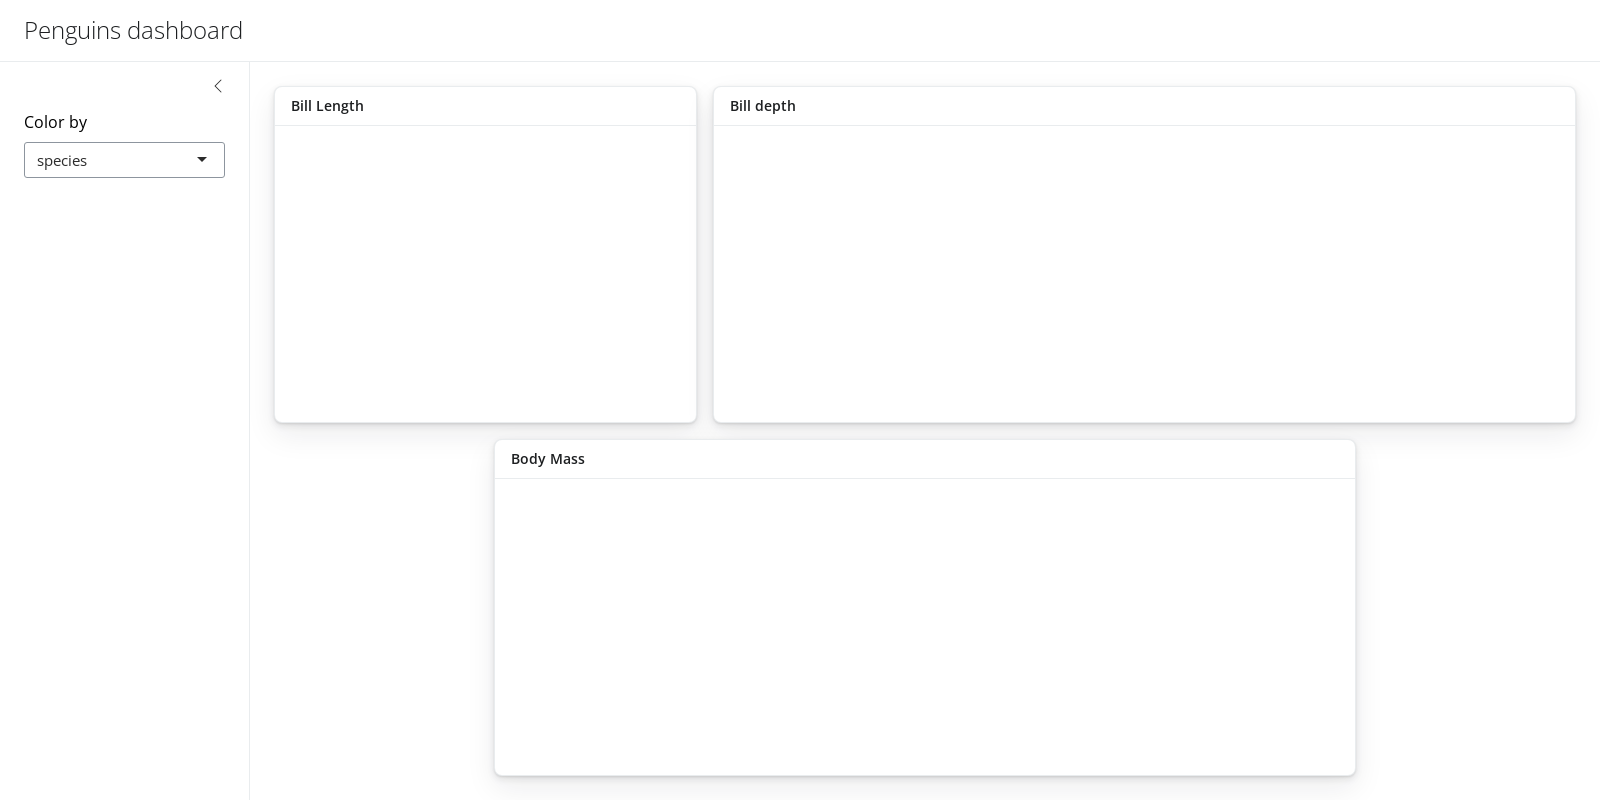 Penguins dashboard
Color by
species
Bill Length
Bill depth
Body Mass